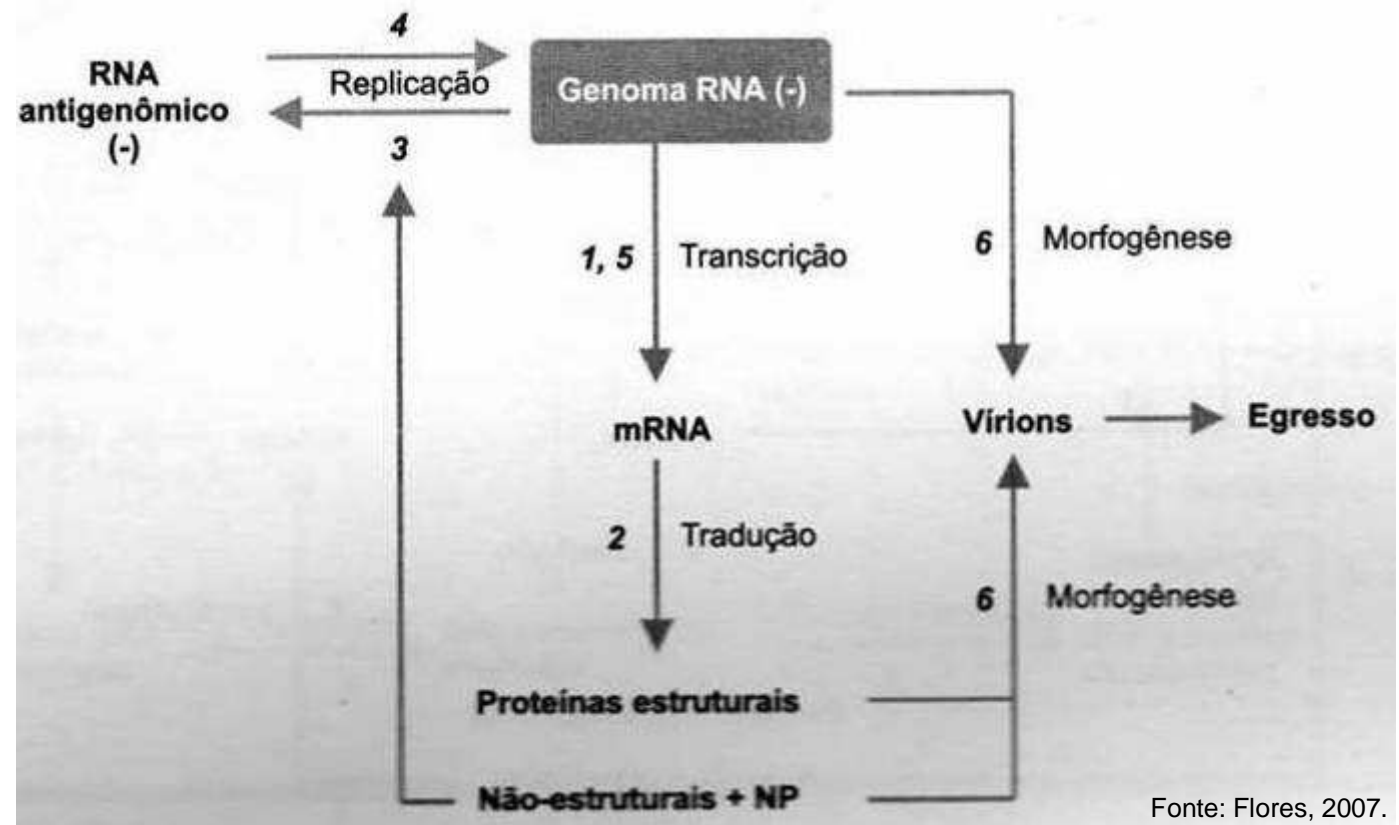 4
RNA
antigenômico
(-)
Replicação
3
Genoma RNA (-)
1, 5 Transcrição
6 Morfogênese
mRNA
Vírions
Egresso
2 Tradução
6 Morfogênese
Proteínas estruturais
Não-estruturais + NP
Fonte: Flores, 2007.